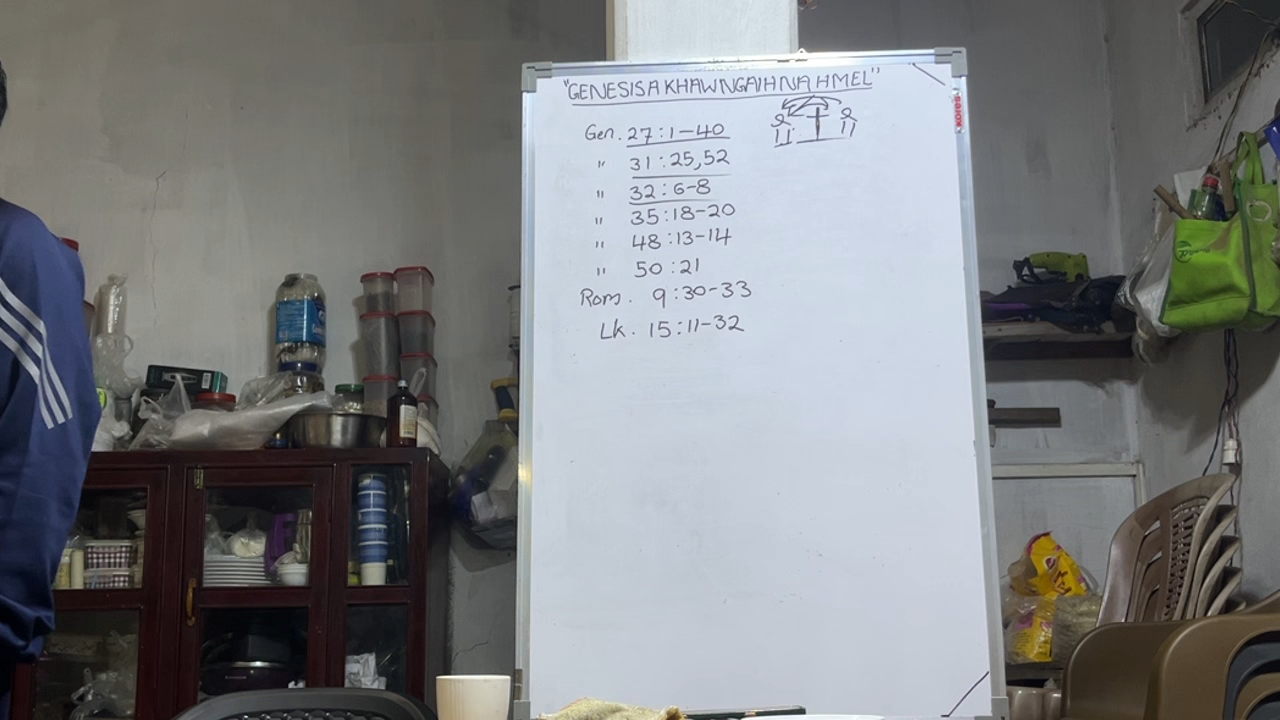 "GENESISA KHAWNGAIHNA HMEL"
Gen. 27:1-40
" 31:25,52
" 32:6-8
" 35:18-20
" 48:13-14
" 50:21
Rom. 9:30-33
Lk. 15:11-32
kores